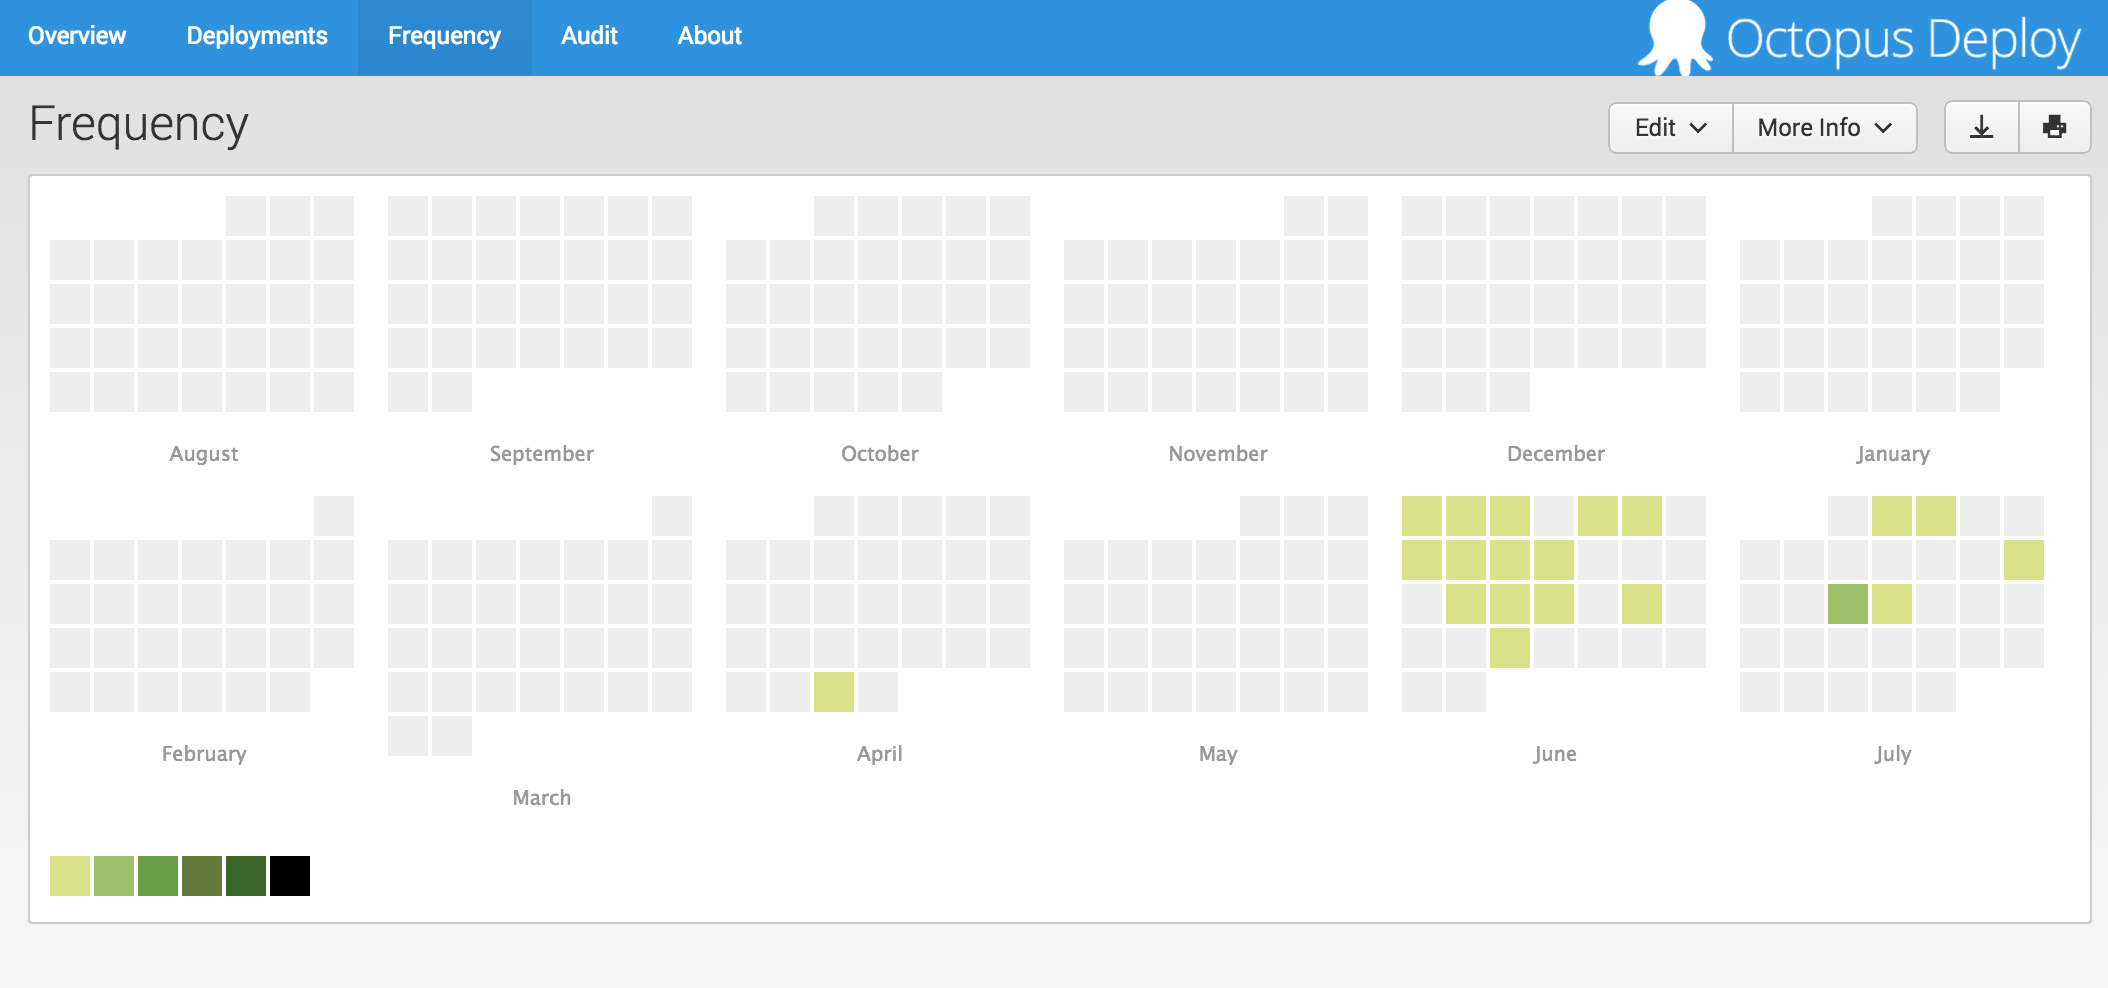 Overview Deployments Frequency Audit About Octopus Deploy
Frequency Edit More Info
August September October November December January
February April May June July
March